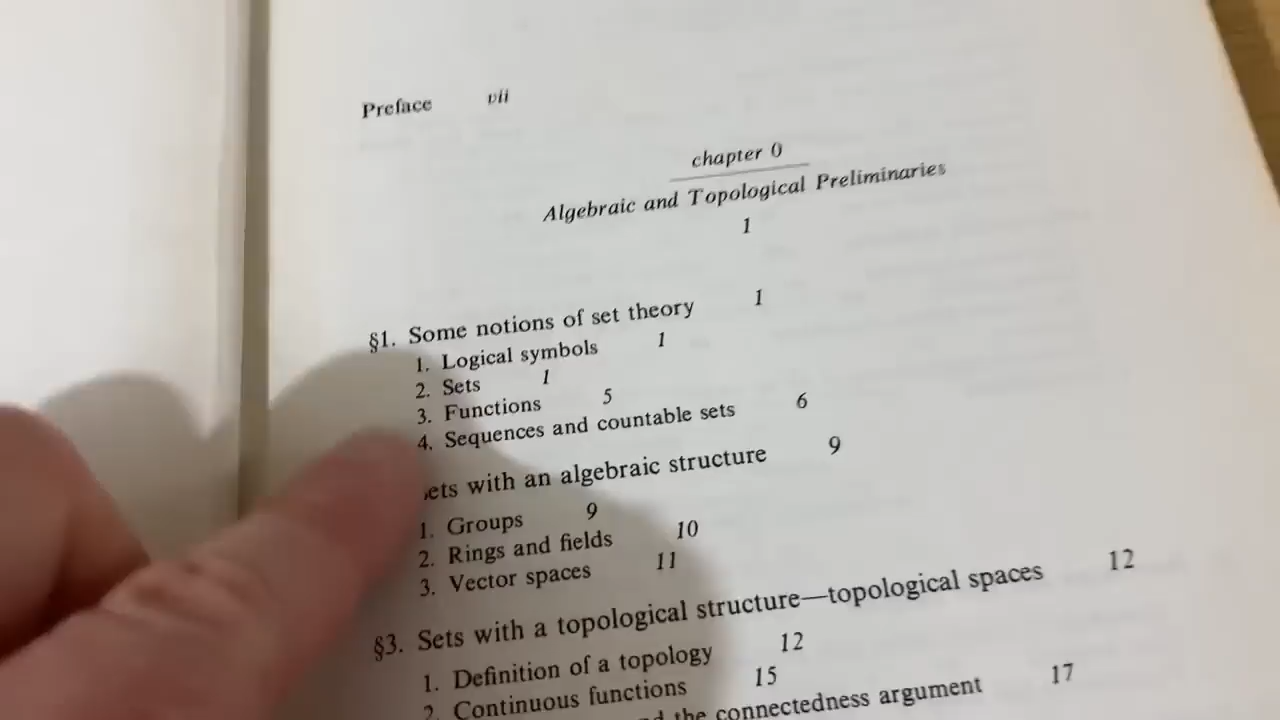 Preface vii
chapter 0
Algebraic and Topological Preliminaries
1
§1. Some notions of set theory 1
1. Logical symbols 1
2. Sets 1
3. Functions 5
4. Sequences and countable sets 6
ets with an algebraic structure 9
1. Groups 9
2. Rings and fields 10
3. Vector spaces 11
§3. Sets with a topological structure—topological spaces 12
1. Definition of a topology 12
2. Continuous functions 15
the connectedness argument 17